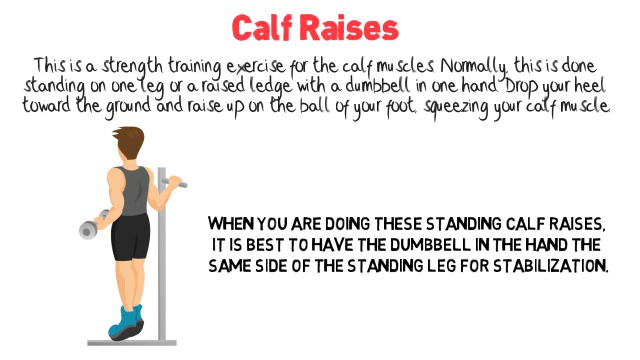 Calf Raises
This is a strength training exercise for the calf muscles. Normally, this is done
standing on one leg or a raised ledge with a dumbbell in one hand. Drop your heel
toward the ground and raise up on the ball of your foot, squeezing your calf muscle.
WHEN YOU ARE DOING THESE STANDING CALF RAISES,
IT IS BEST TO HAVE THE DUMBBELL IN THE HAND THE
SAME SIDE OF THE STANDING LEG FOR STABILIZATION.